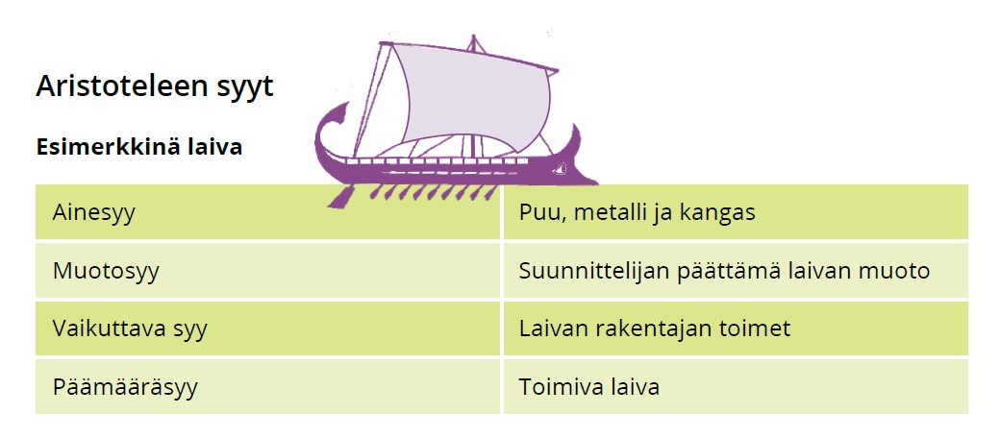 Aristoteleen syyt
Esimerkkinä laiva
Ainesyy Puu, metalli ja kangas
Muotosyy Suunnittelijan päättämä laivan muoto
Vaikuttava syy Laivan rakentajan toimet
Päämääräsyy Toimiva laiva